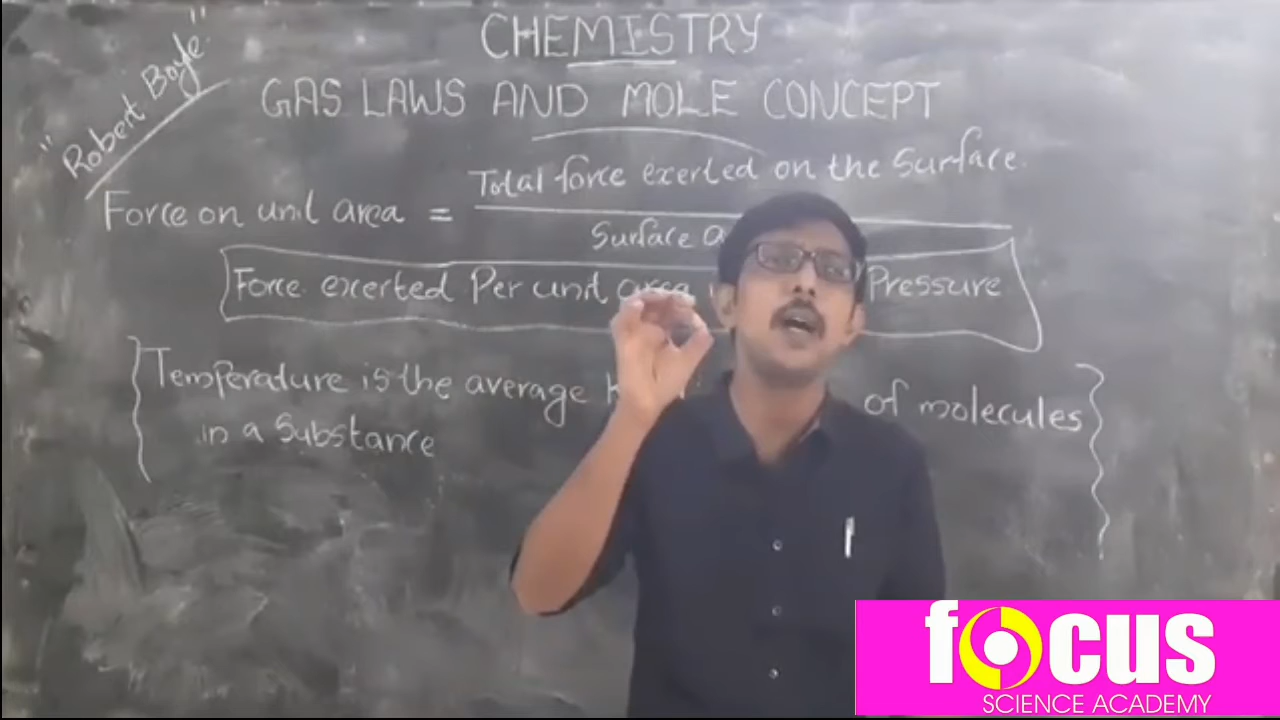 CHEMISTRY
"Robert Boyle"
GAS LAWS AND MOLE CONCEPT
Total force exerted on the Surface.
Force on unit area =
Surface a
Force exerted Per unit area Pressure
Temperature is the average K of molecules
in a Substance
focus
SCIENCE ACADEMY